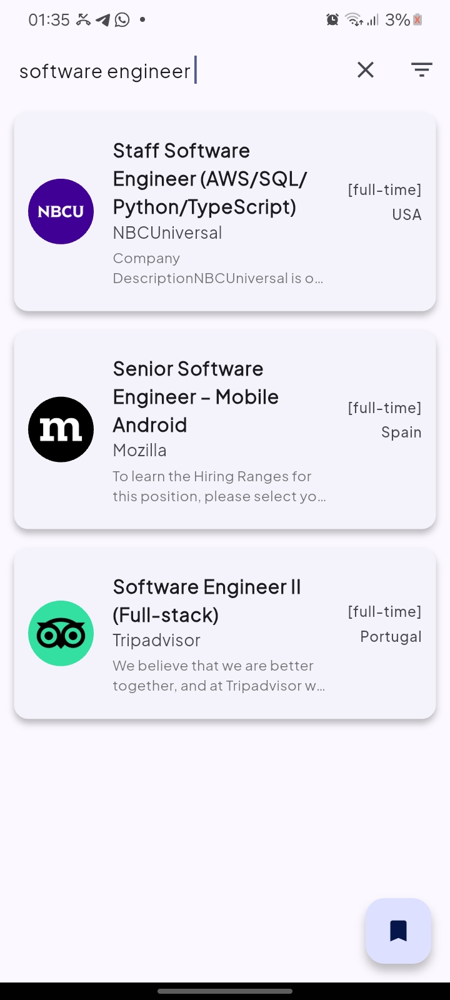 01:35
3%
software engineer
Staff Software
Engineer (AWS/SQL/
Python/TypeScript)
NBCUniversal
Company
DescriptionNBCUniversal is o…
[full-time]
USA
NBCU
Senior Software
Engineer – Mobile
Android
Mozilla
To learn the Hiring Ranges for
this position, please select yo…
[full-time]
Spain
m
Software Engineer II
(Full-stack)
Tripadvisor
We believe that we are better
together, and at Tripadvisor w…
[full-time]
Portugal